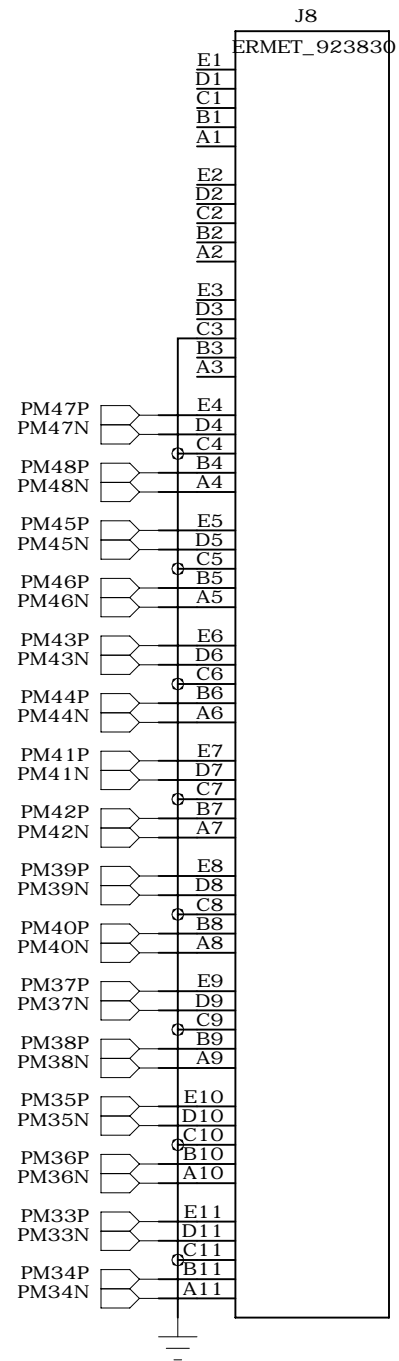 J8
ERMET_923830
E1
D1
C1
B1
A1
E2
D2
C2
B2
A2
E3
D3
C3
B3
A3
PM47P E4
PM47N D4
C4
PM48P B4
PM48N A4
PM45P E5
PM45N D5
C5
PM46P B5
PM46N A5
PM43P E6
PM43N D6
C6
PM44P B6
PM44N A6
PM41P E7
PM41N D7
C7
PM42P B7
PM42N A7
PM39P E8
PM39N D8
C8
PM40P B8
PM40N A8
PM37P E9
PM37N D9
C9
PM38P B9
PM38N A9
PM35P E10
PM35N D10
C10
PM36P B10
PM36N A10
PM33P E11
PM33N D11
C11
PM34P B11
PM34N A11